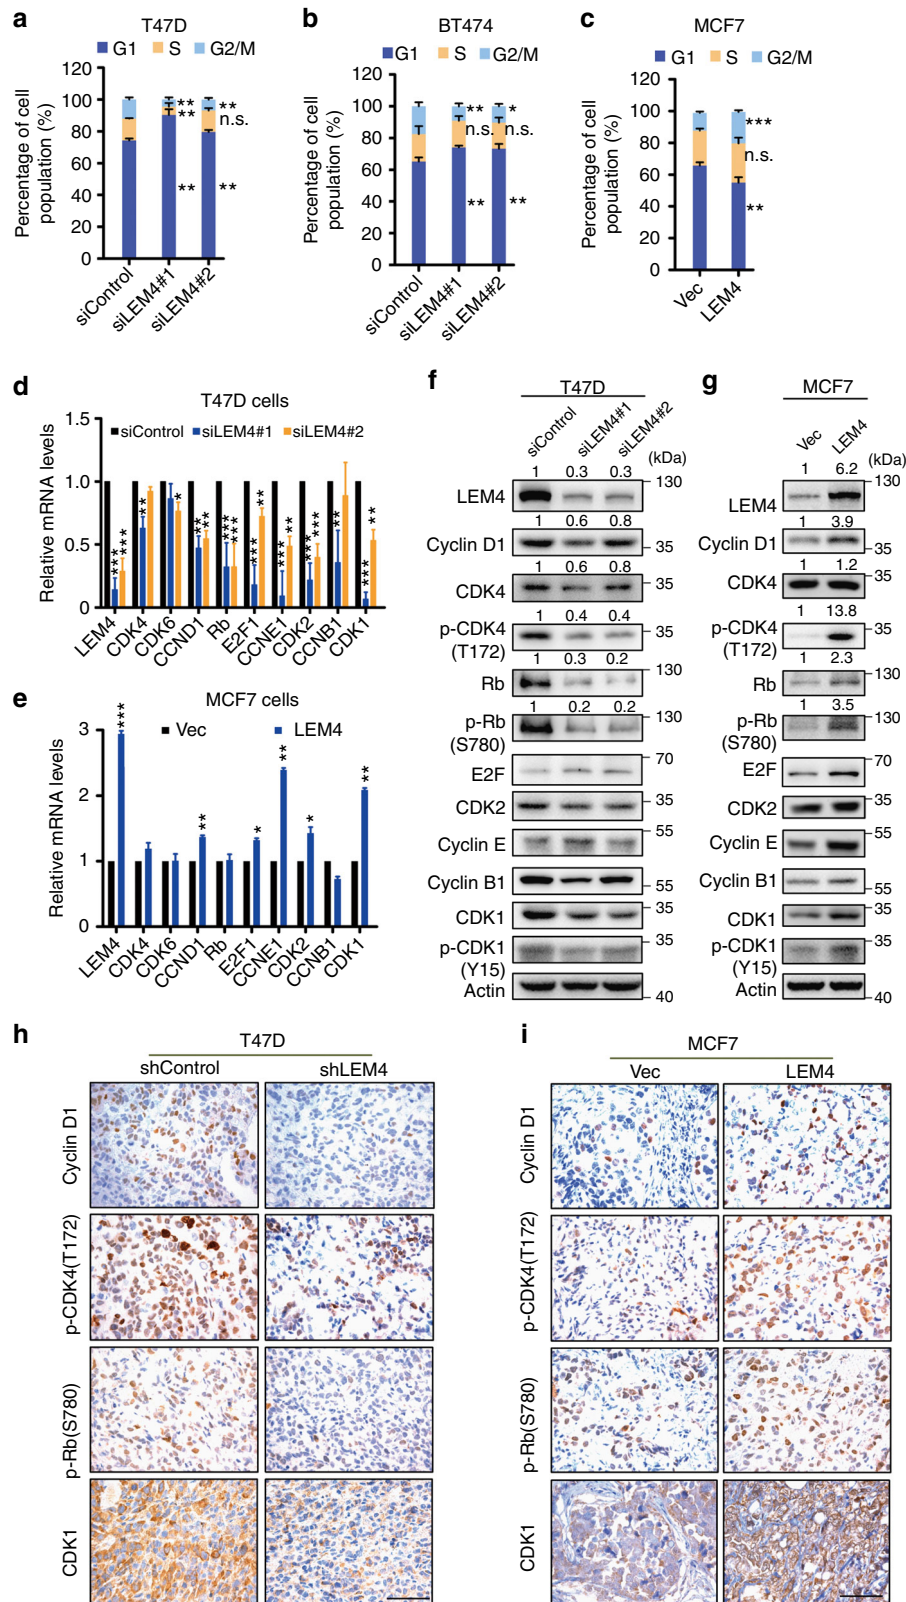 a
T47D
G1 S G2/M
Percentage of cell population (%)
120
100
80
60
40
20
0
**
**
**
**
n.s.
**
siControl
siLEM4#1
siLEM4#2
b
BT474
G1 S G2/M
Percentage of cell population (%)
120
100
80
60
40
20
0
**
n.s.
**
*
n.s.
**
siControl
siLEM4#1
siLEM4#2
c
MCF7
G1 S G2/M
Percentage of cell population (%)
120
100
80
60
40
20
0
***
n.s.
**
Vec
LEM4
d
T47D cells
siControl siLEM4#1 siLEM4#2
Relative mRNA levels
1.5
1.0
0.5
0
*** *** ** * ** ** *** *** *** ** *** ** *** *** ** *** **
LEM4
CDK4
CDK6
CCND1
Rb
E2F1
CCNE1
CDK2
CCNB1
CDK1
e
MCF7 cells
Vec LEM4
Relative mRNA levels
3
2
1
0
*** ** * ** * **
LEM4
CDK4
CDK6
CCND1
Rb
E2F1
CCNE1
CDK2
CCNB1
CDK1
f
T47D
siControl
siLEM4#1
siLEM4#2
(kDa)
1 0.3 0.3
LEM4 130
1 0.6 0.8
Cyclin D1 35
1 0.6 0.8
CDK4 35
1 0.4 0.4
p-CDK4 35
(T172)
1 0.3 0.2
Rb 130
1 0.2 0.2
p-Rb 130
(S780)
E2F 70
CDK2 35
Cyclin E 55
Cyclin B1 55
CDK1 35
p-CDK1 35
(Y15)
Actin 40
g
MCF7
Vec
LEM4
(kDa)
1 6.2
LEM4 130
1 3.9
Cyclin D1 35
1 1.2
CDK4 35
1 13.8
p-CDK4 35
(T172)
1 2.3
Rb 130
1 3.5
p-Rb 130
(S780)
E2F 70
CDK2 35
Cyclin E 55
Cyclin B1 55
CDK1 35
p-CDK1 35
(Y15)
Actin 40
h
T47D
shControl shLEM4
Cyclin D1
p-CDK4(T172)
p-Rb(S780)
CDK1
i
MCF7
Vec LEM4
Cyclin D1
p-CDK4(T172)
p-Rb(S780)
CDK1